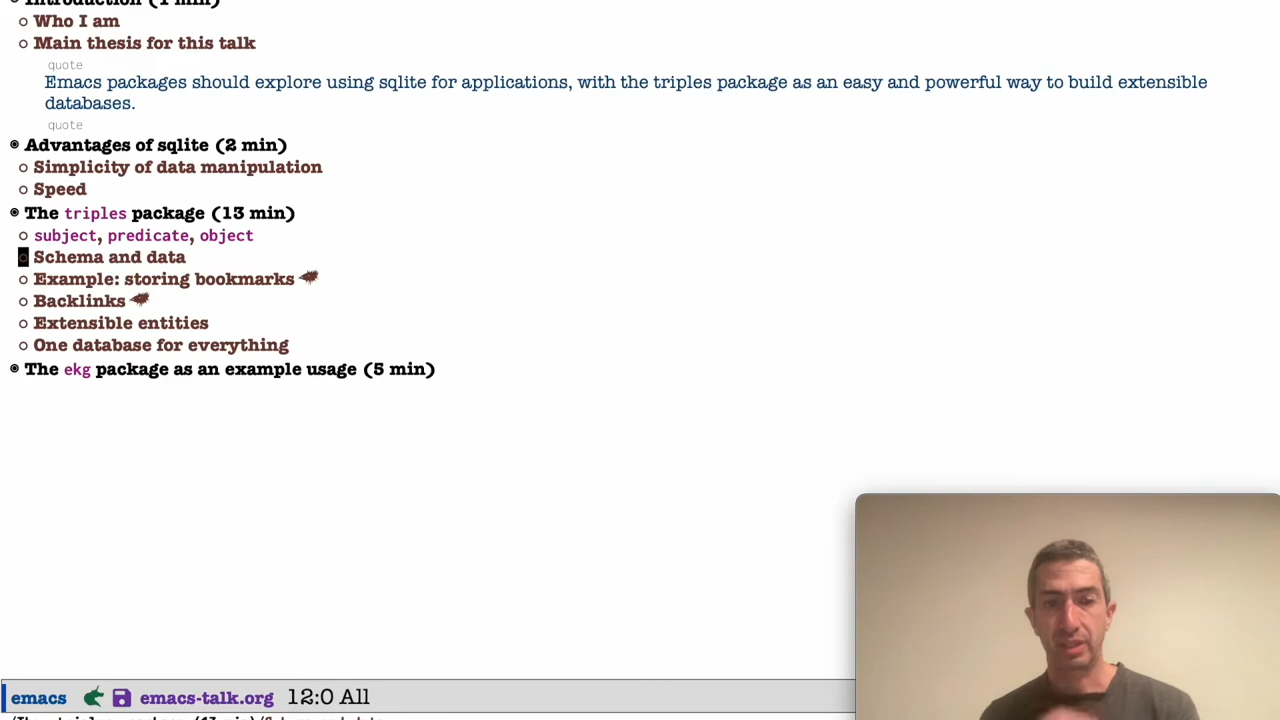 Introduction (1 min)
Who I am
Main thesis for this talk
quote
Emacs packages should explore using sqlite for applications, with the triples package as an easy and powerful way to build extensible
databases.
quote
Advantages of sqlite (2 min)
Simplicity of data manipulation
Speed
The triples package (13 min)
subject, predicate, object
Schema and data
Example: storing bookmarks
Backlinks
Extensible entities
One database for everything
The ekg package as an example usage (5 min)
emacs emacs-talk.org 12:0 All